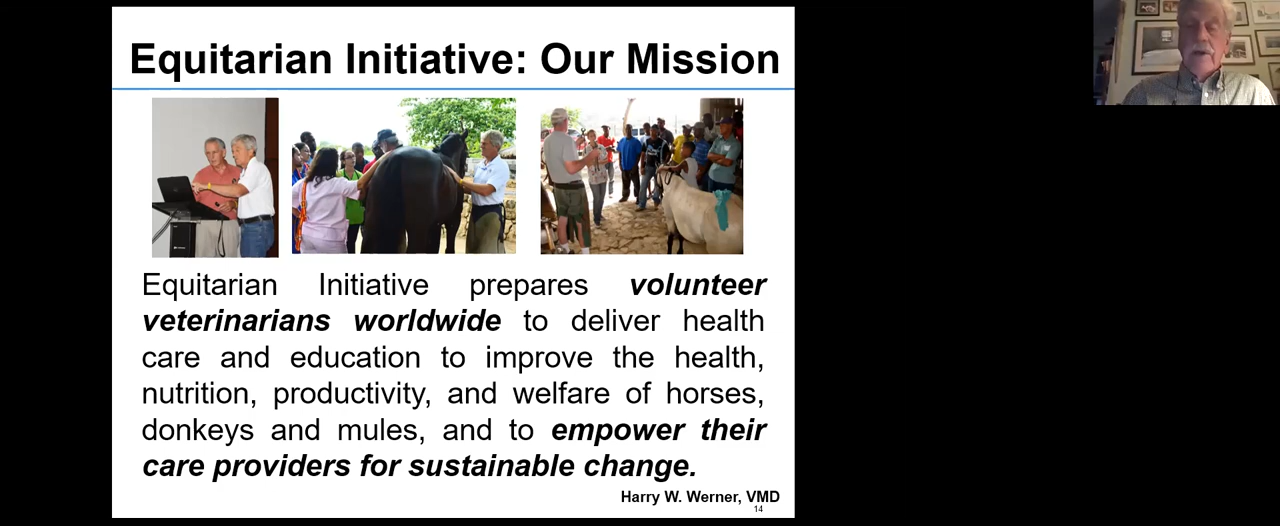 Equitarian Initiative: Our Mission
Equitarian Initiative prepares volunteer
veterinarians worldwide to deliver health
care and education to improve the health,
nutrition, productivity, and welfare of horses,
donkeys and mules, and to empower their
care providers for sustainable change.
Harry W. Werner, VMD
14